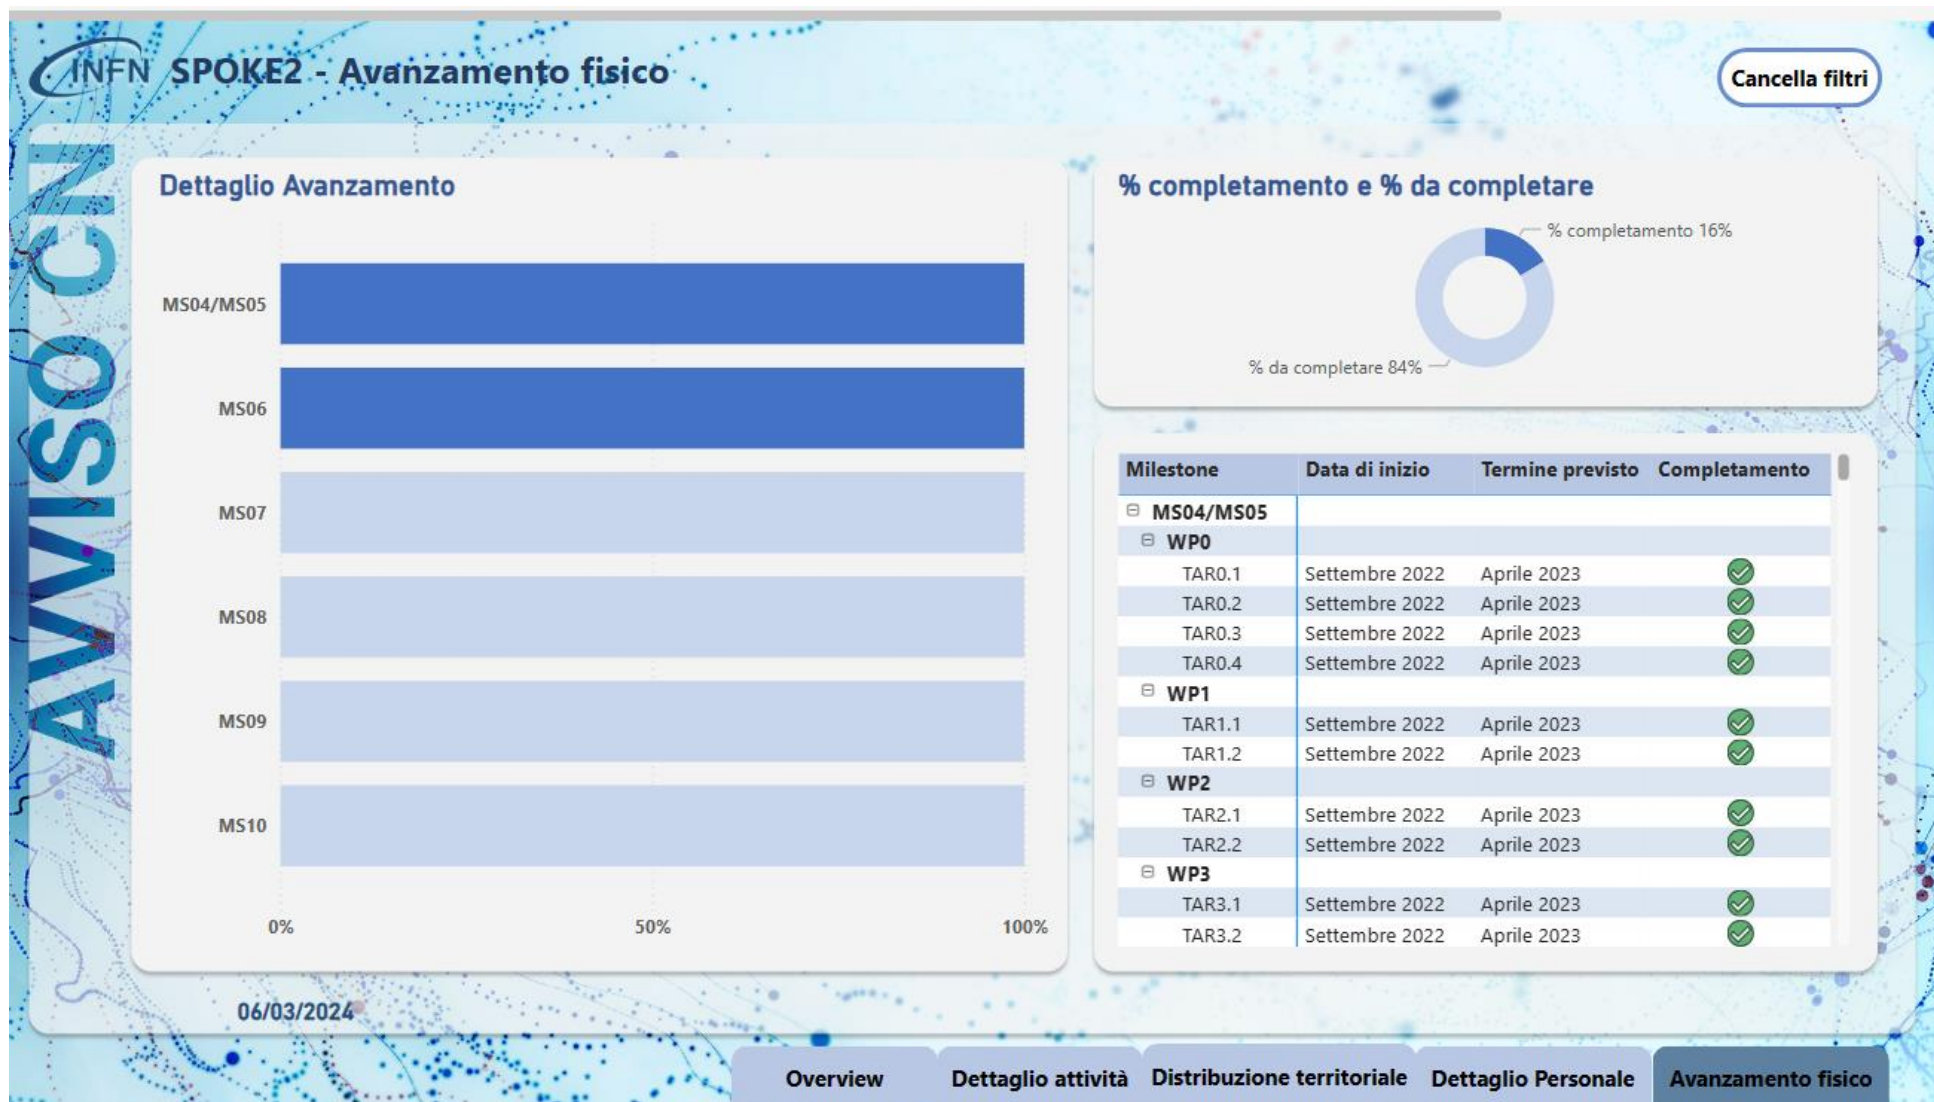 INFN SPOKE2 - Avanzamento fisico
Cancella filtri
AVVISO CN
Dettaglio Avanzamento
MS04/MS05
MS06
MS07
MS08
MS09
MS10
0% 50% 100%
% completamento e % da completare
% completamento 16%
% da completare 84%
Milestone Data di inizio Termine previsto Completamento
MS04/MS05
WP0
TAR0.1 Settembre 2022 Aprile 2023
TAR0.2 Settembre 2022 Aprile 2023
TAR0.3 Settembre 2022 Aprile 2023
TAR0.4 Settembre 2022 Aprile 2023
WP1
TAR1.1 Settembre 2022 Aprile 2023
TAR1.2 Settembre 2022 Aprile 2023
WP2
TAR2.1 Settembre 2022 Aprile 2023
TAR2.2 Settembre 2022 Aprile 2023
WP3
TAR3.1 Settembre 2022 Aprile 2023
TAR3.2 Settembre 2022 Aprile 2023
06/03/2024
Overview Dettaglio attività Distribuzione territoriale Dettaglio Personale Avanzamento fisico